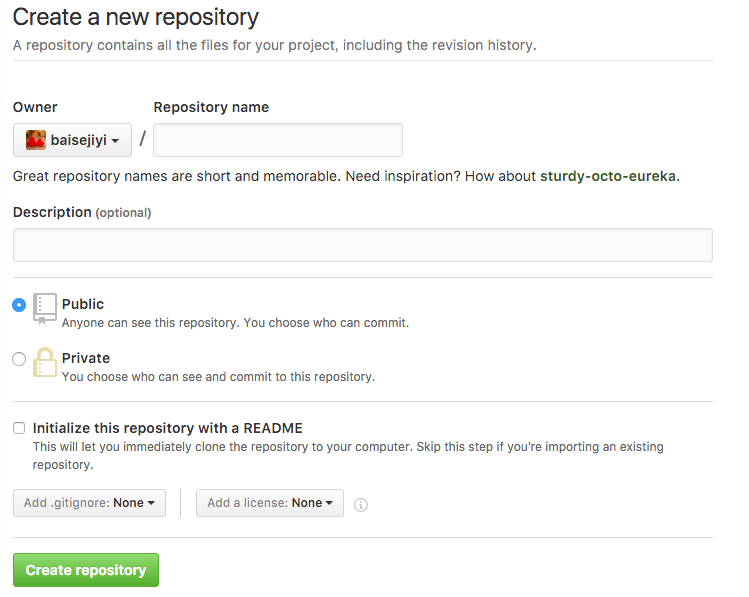 Create a new repository
A repository contains all the files for your project, including the revision history.
Owner
Repository name
baisejiyi
/
Great repository names are short and memorable. Need inspiration? How about sturdy-octo-eureka.
Description (optional)
Public
Anyone can see this repository. You choose who can commit.
Private
You choose who can see and commit to this repository.
Initialize this repository with a README
This will let you immediately clone the repository to your computer. Skip this step if you're importing an existing
repository.
Add .gitignore: None
Add a license: None
Create repository